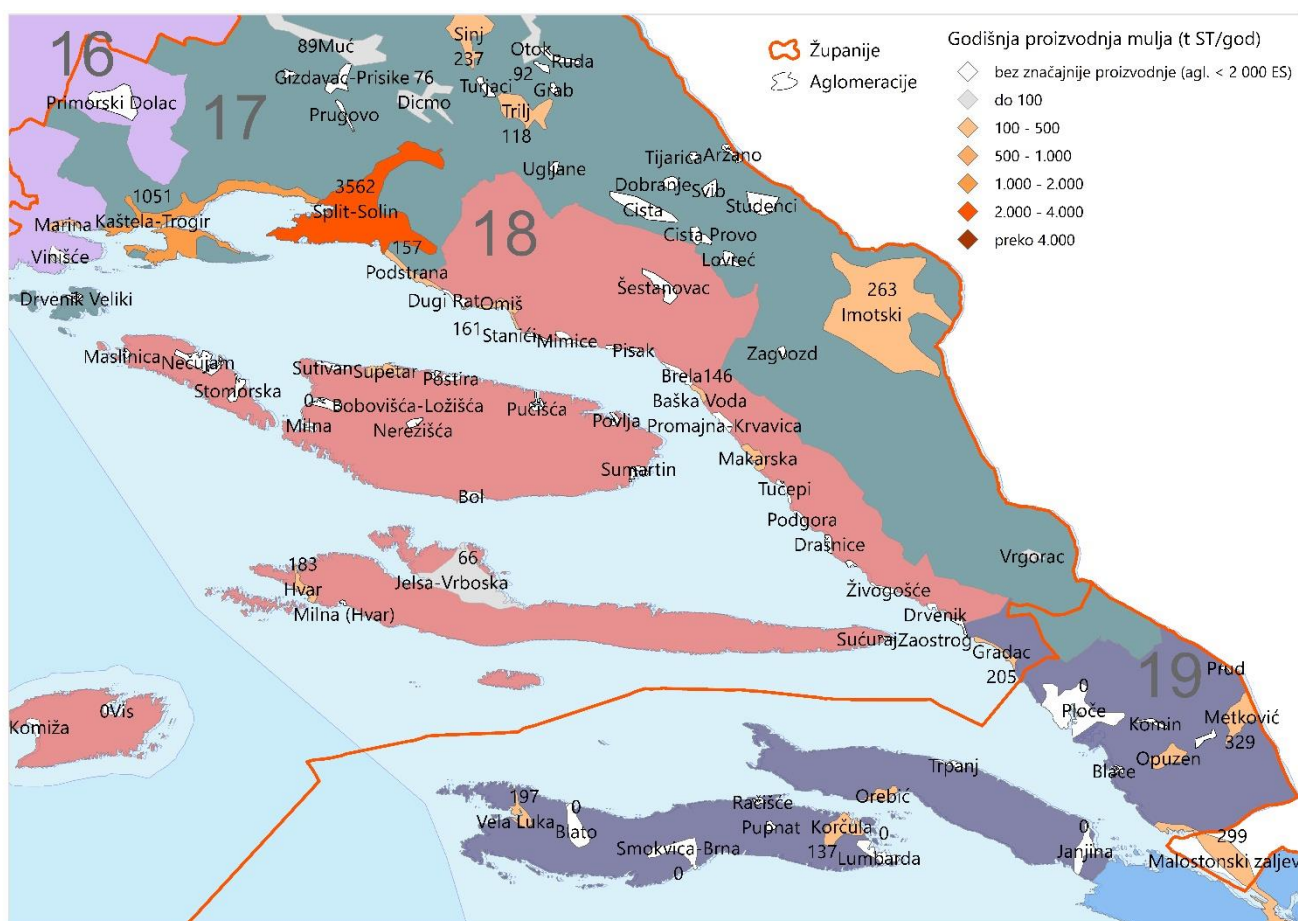 16
89Muć
Sinj
237
Otok
Ruda
92
Gizdavac-Prisike
76
Turjaci
Grab
Dicmo
Primorski Dolac
17
Prugovo
Trilj
118
Tijarica
Aržano
Ugljane
Dobranje
Svib
Studenci
Cista
1051
3562
Split-Solin
Marina
Kaštela-Trogir
18
Cista Provo
Vinišće
157
Lovreć
Podstrana
Šestanovac
Drvenik Veliki
Dugi Rat
Omiš
263
Imotski
161
Stanići
Mimice
Pisak
Zagvozd
Maslinica
Nečujam
Stomorska
Sutivan
Supetar
Postira
Brela146
0
Bobovišća-Ložišća
Pučišća
Baška Voda
Milna
Nerežišća
Povlja
Promajna-Krvavica
Makarska
Sumartin
Tučepi
Bol
Podgora
Drašnice
183
66
Vrgorac
Hvar
Jelsa-Vrboska
Živogošće
Milna (Hvar)
Drvenik
Sućuraj
Zaostrog
Gradac
205
19
Prud
0
Ploče
Komiža
0Vis
Komin
Metković
329
Opuzen
Blace
Trpanj
197
0
Račišće
Orebić
Vela Luka
Blato
Pupnat
Korčula
0
0
299
Smokvica-Brna
137
Lumbarda
Janjina
Malostonski zaljev
0
Županije
Aglomeracije
Godišnja proizvodnja mulja (t ST/god)
bez značajnije proizvodnje (agl. < 2 000 ES)
do 100
100 - 500
500 - 1.000
1.000 - 2.000
2.000 - 4.000
preko 4.000